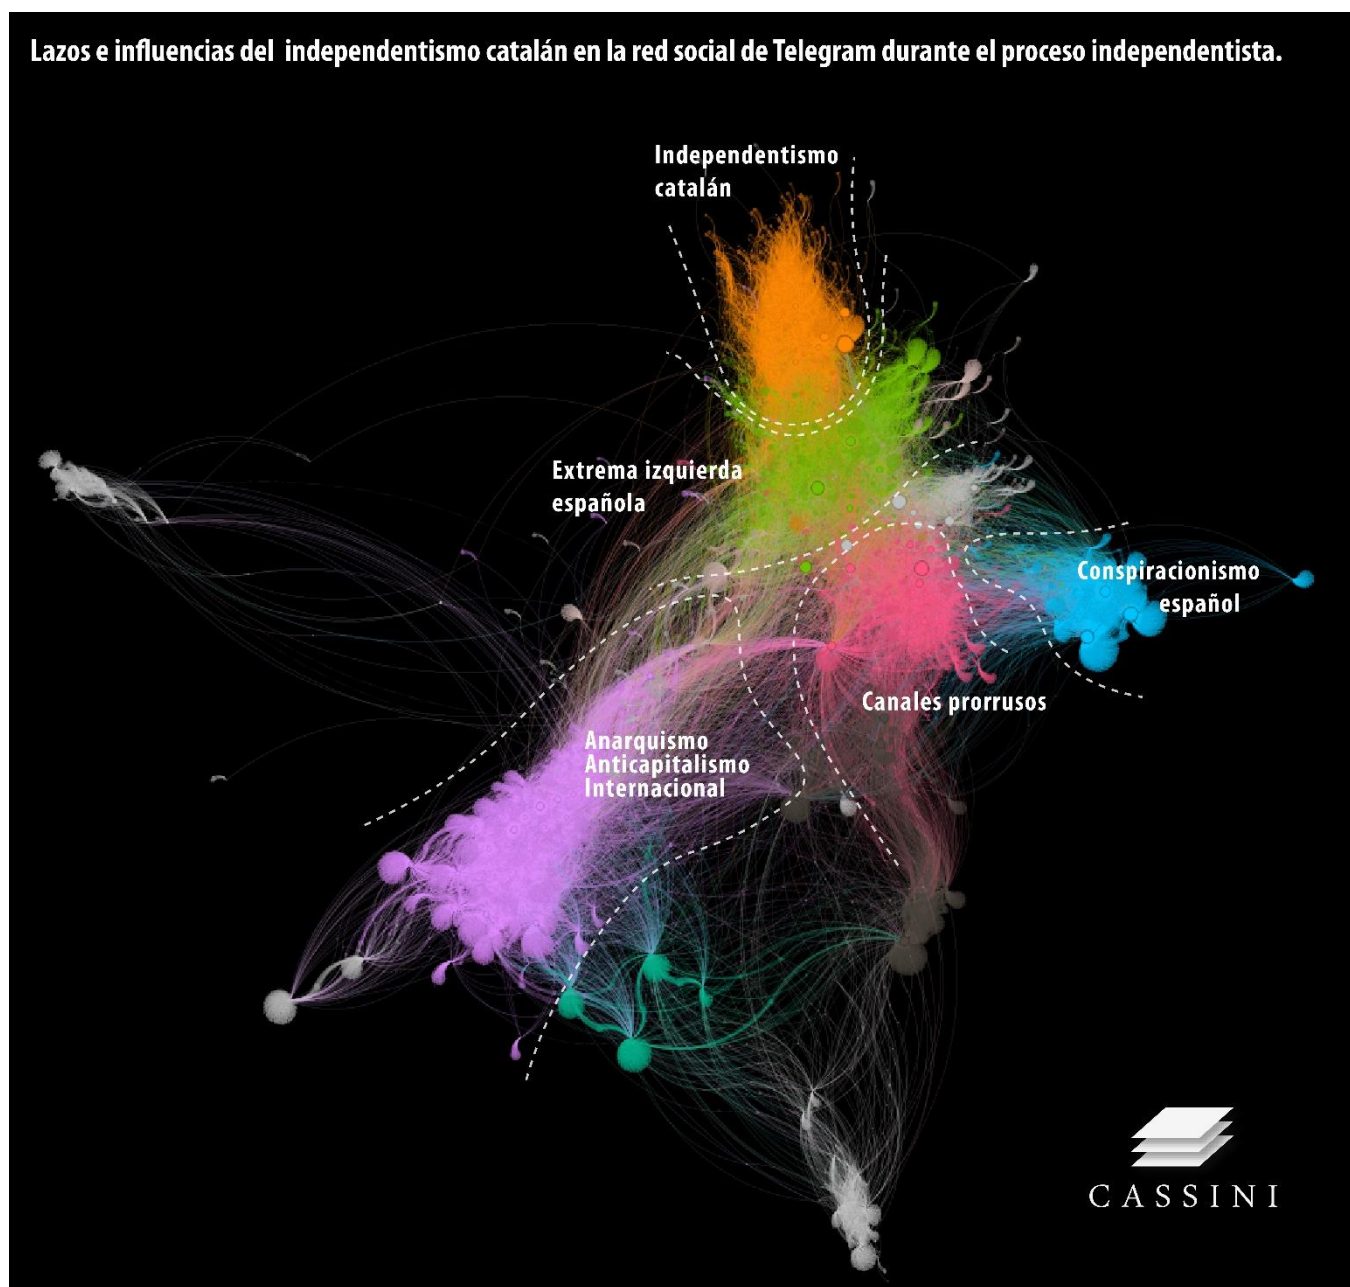 Lazos e influencias del independentismo catalán en la red social de Telegram durante el proceso independentista.
Independentismo
catalán
Extrema izquierda
española
Conspiracionismo
español
Canales prorrusos
Anarquismo
Anticapitalismo
Internacional
CASSINI